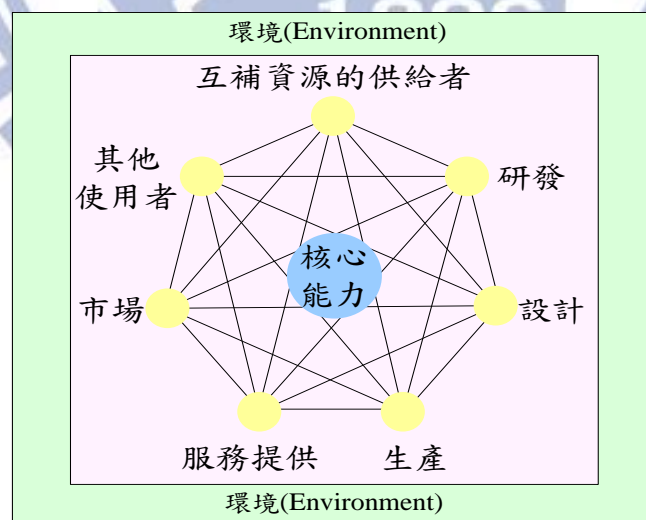 環境(Environment)
互補資源的供給者
其他
使用者
研發
核心
能力
市場
設計
服務提供
生產
環境(Environment)